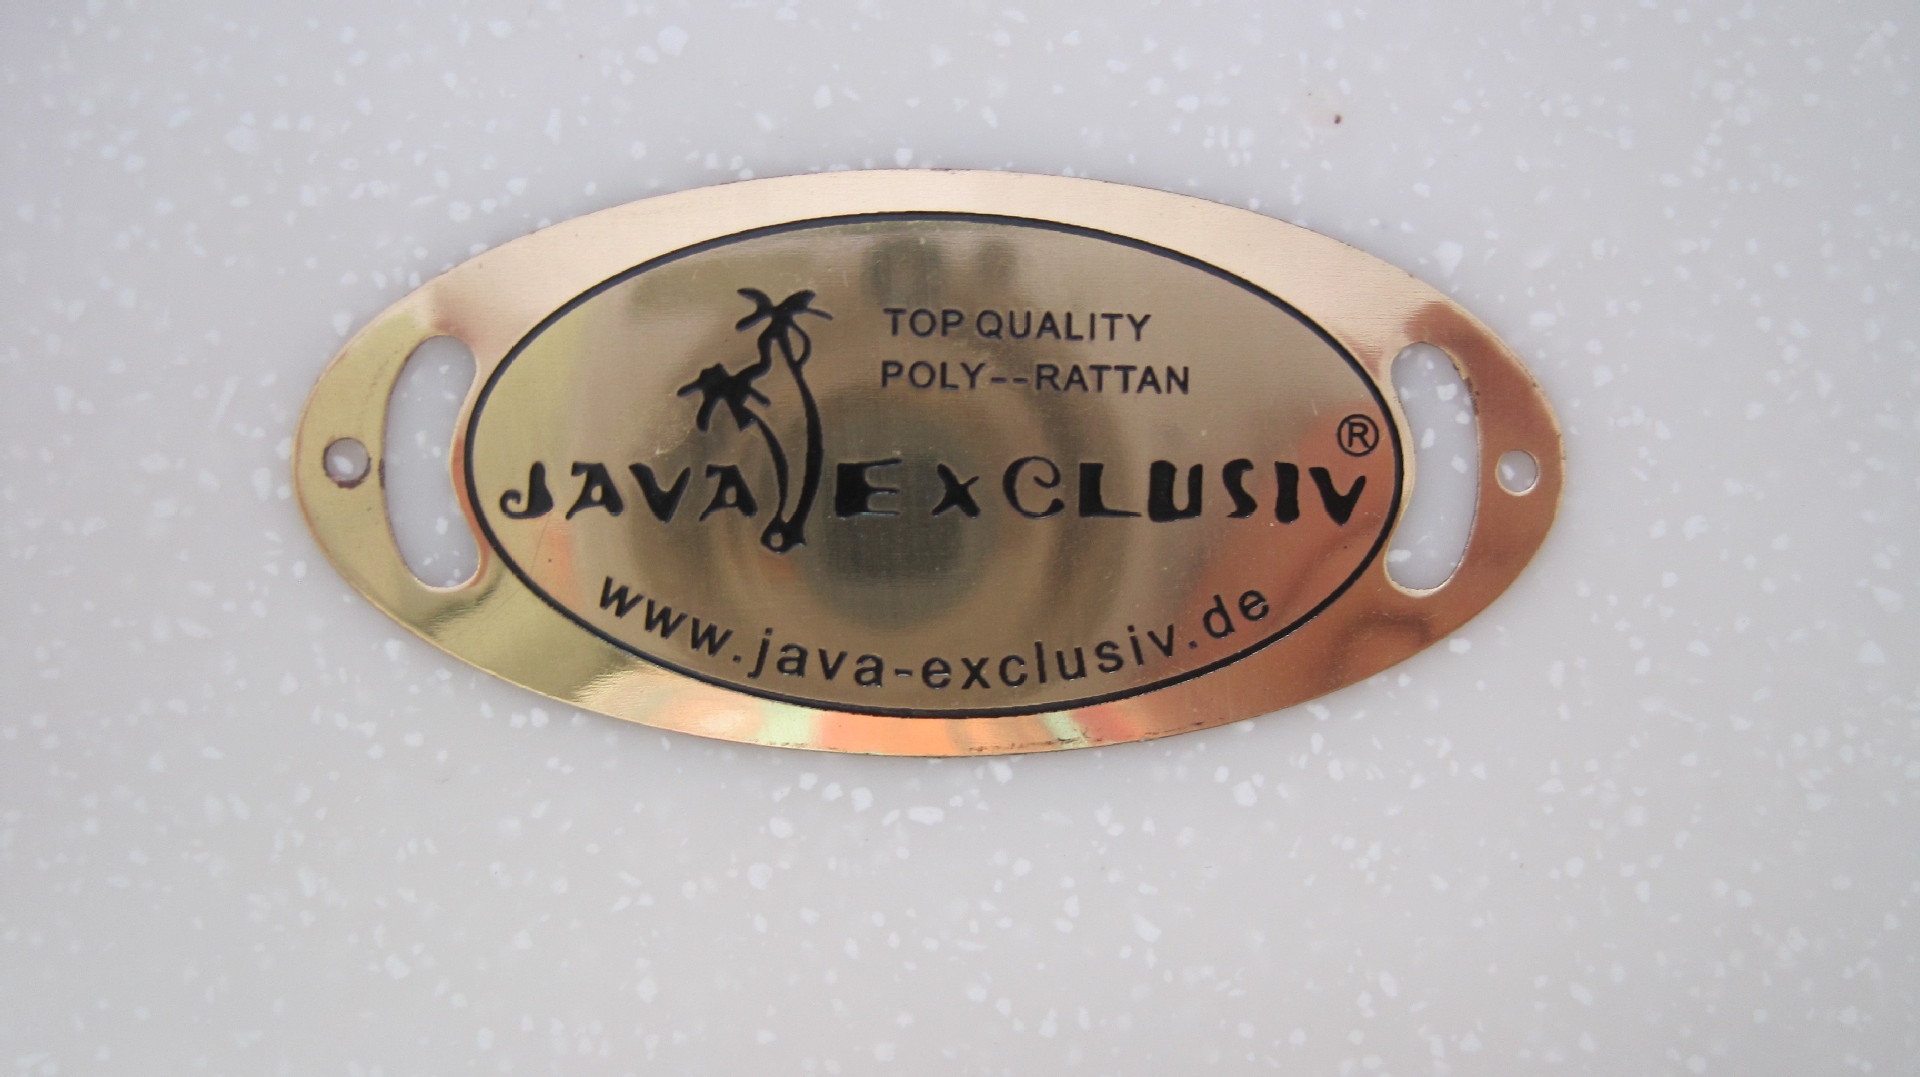 TOP QUALITY
POLY--RATTAN
JAVA EXCLUSIV ®
www.java-exclusiv.de